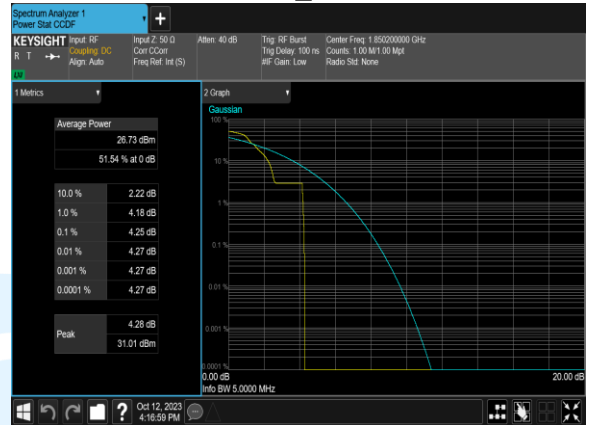 Spectrum Analyzer 1
Power Stat CCDF
+
KEYSIGHT
R T
LXI
Input: RF
Coupling: DC
Align: Auto
Input Z: 50 Ω
Corr CCorr
Freq Ref: Int (S)
Atten: 40 dB
Trig: RF Burst
Trig Delay: 100 ns
#IF Gain: Low
Center Freq: 1.850200000 GHz
Counts: 1.00 M/1.00 Mpt
Radio Std: None
1 Metrics
Average Power
26.73 dBm
51.54 % at 0 dB
10.0 % 2.22 dB
1.0 % 4.18 dB
0.1 % 4.25 dB
0.01 % 4.27 dB
0.001 % 4.27 dB
0.0001 % 4.27 dB
Peak
4.28 dB
31.01 dBm
2 Graph
Gaussian
100 %
10 %
1 %
0.1 %
0.01 %
0.001 %
0.0001 %
0.00 dB 20.00 dB
Info BW 5.0000 MHz
?
Oct 12, 2023
4:16:59 PM